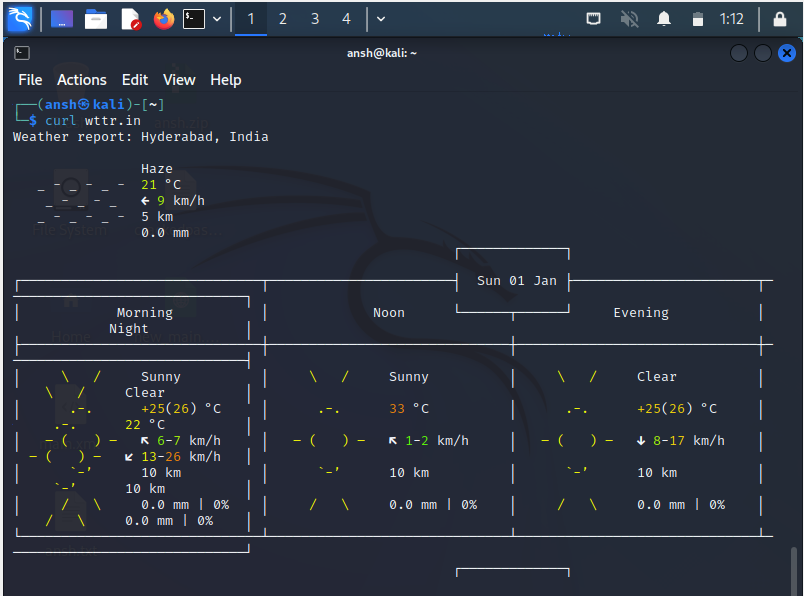 1 2 3 4 1:12
ansh@kali: ~
File Actions Edit View Help
(ansh㉿kali)-[~]
$ curl wttr.in
Weather report: Hyderabad, India
Haze
_ - _ - _ - 21 °C
_ - _ - _ ← 9 km/h
_ - _ - _ - 5 km
0.0 mm
Sun 01 Jan
Morning Noon Evening
Night
\ / Sunny \ / Sunny \ / Clear
\ / Clear
.-. +25(26) °C .-. 33 °C .-. +25(26) °C
.-. 22 °C
― ( ) ― ↖ 6-7 km/h ― ( ) ― ↖ 1-2 km/h ― ( ) ― ↓ 8-17 km/h
― ( ) ― ↙ 13-26 km/h
`-’ 10 km `-’ 10 km `-’ 10 km
`-’ 10 km
/ \ 0.0 mm | 0% / \ 0.0 mm | 0% / \ 0.0 mm | 0%
/ \ 0.0 mm | 0%